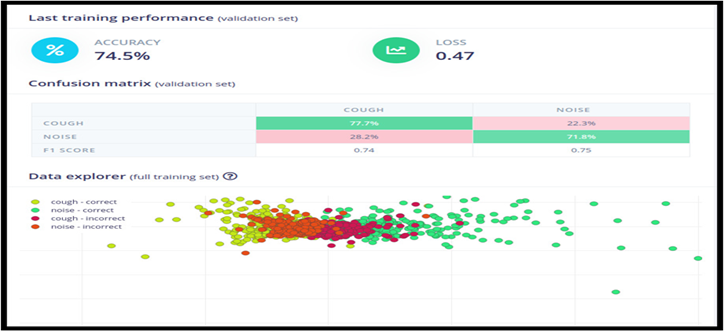 Last training performance (validation set)
ACCURACY
74.5%
LOSS
0.47
Confusion matrix (validation set)
COUGH NOISE
COUGH 77.7% 22.3%
NOISE 28.2% 71.8%
F1 SCORE 0.74 0.75
Data explorer (full training set) ?
cough - correct
noise - correct
cough - incorrect
noise - incorrect